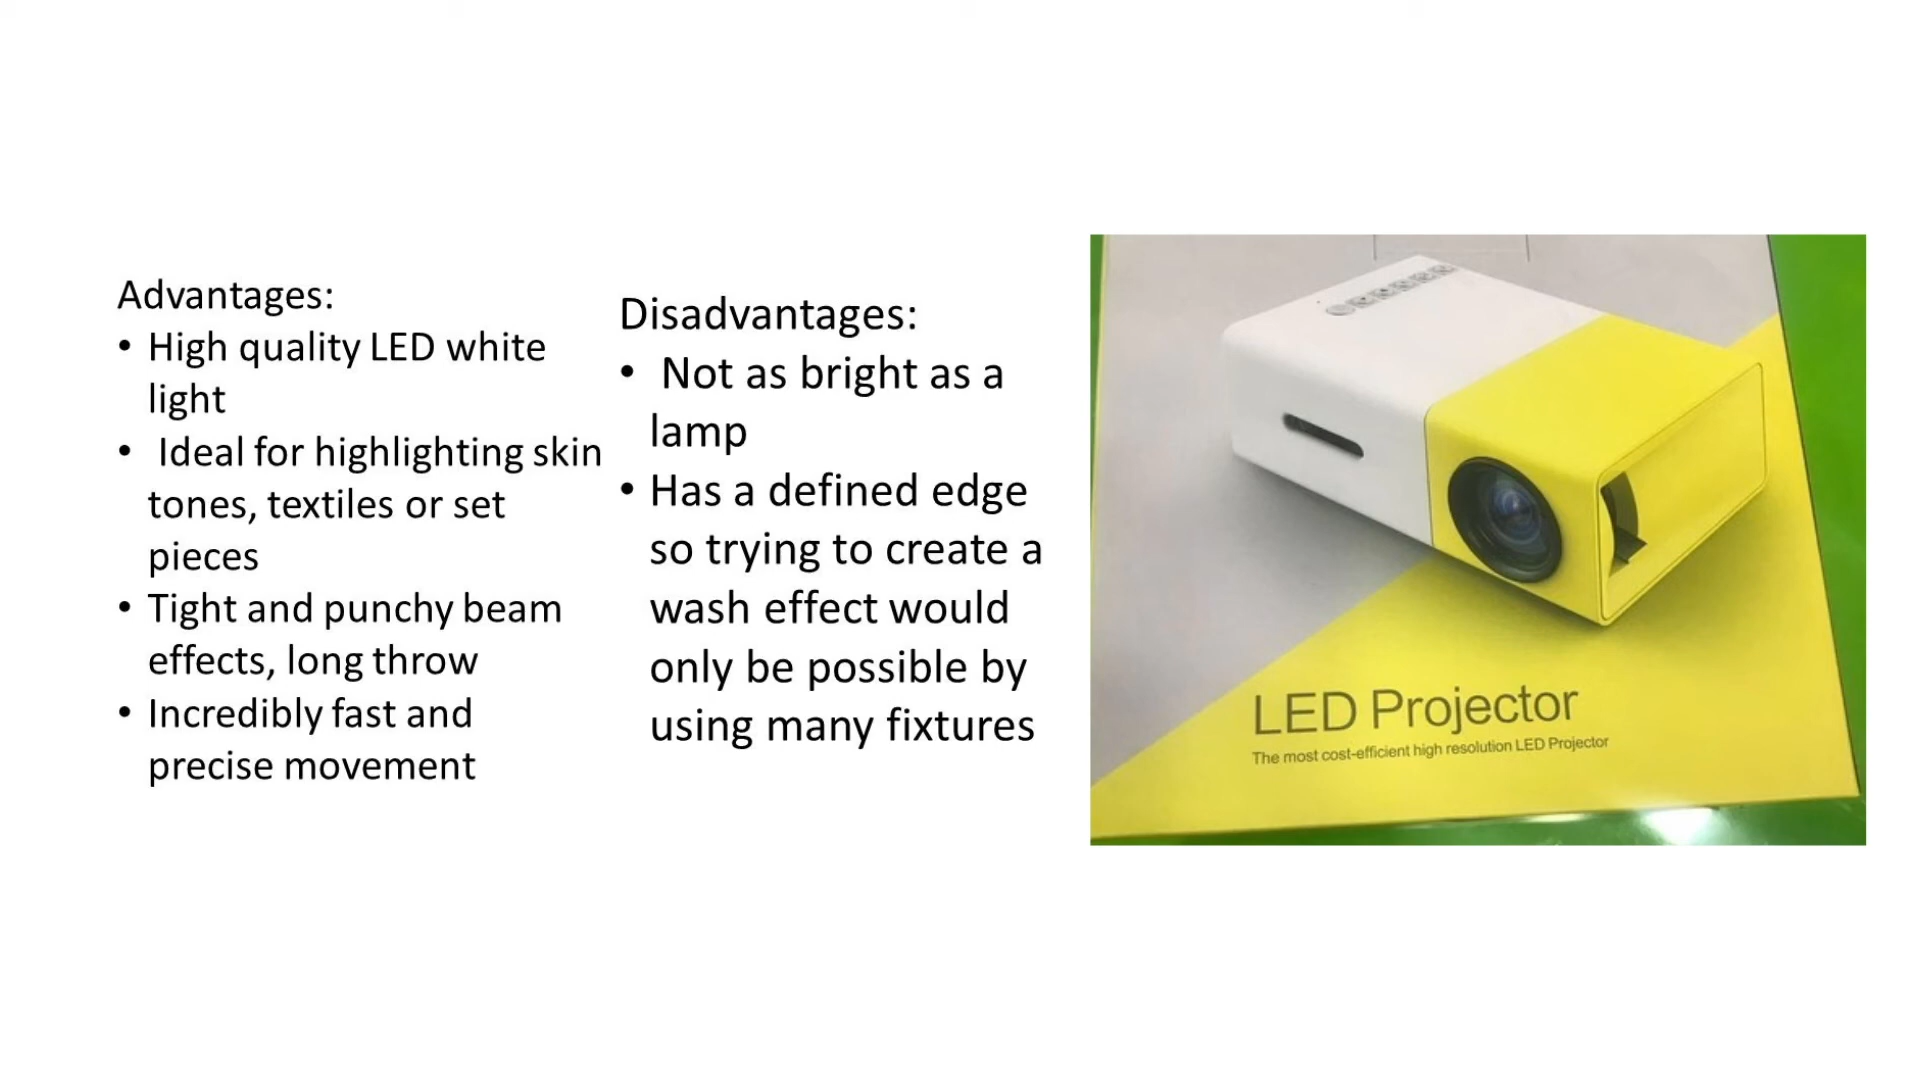 Advantages:
• High quality LED white
light
• Ideal for highlighting skin
tones, textiles or set
pieces
• Tight and punchy beam
effects, long throw
• Incredibly fast and
precise movement
Disadvantages:
• Not as bright as a
lamp
• Has a defined edge
so trying to create a
wash effect would
only be possible by
using many fixtures
LED Projector
The most cost-efficient high resolution LED Projector